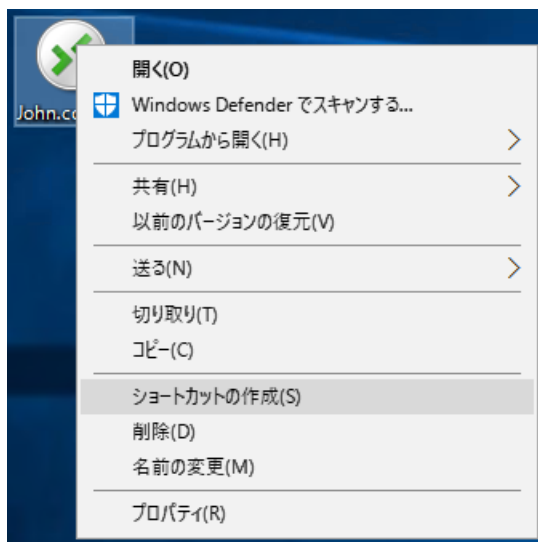 John.c
開く(O)
Windows Defender でスキャンする...
プログラムから開く(H)
共有(H)
以前のバージョンの復元(V)
送る(N)
切り取り(T)
コピー(C)
ショートカットの作成(S)
削除(D)
名前の変更(M)
プロパティ(R)